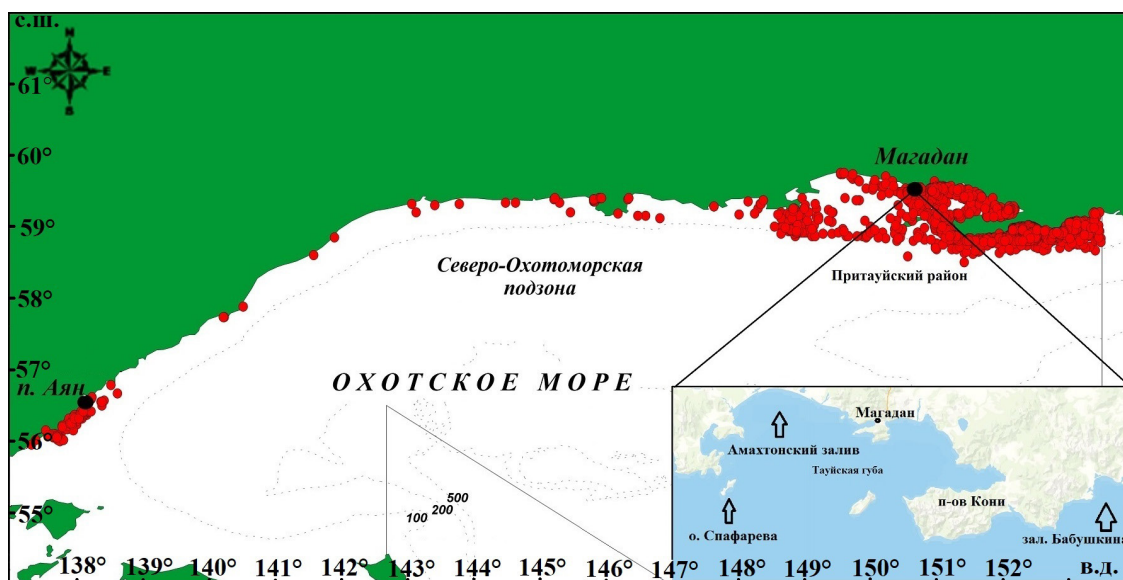 с.ш.
N
W E
S
61°
60°
59°
58°
57°
56°
55°
Магадан
Северо-Охотоморская
подзона
Притауйский район
п. Аян
ОХОТСКОЕ МОРЕ
500
200
100
Магадан
Амахтонский залив
Тауйская губа
п-ов Кони
о. Спафарева
зал. Бабушкина
138° 139° 140° 141° 142° 143° 144° 145° 146° 147° 148° 149° 150° 151° 152° в.д.